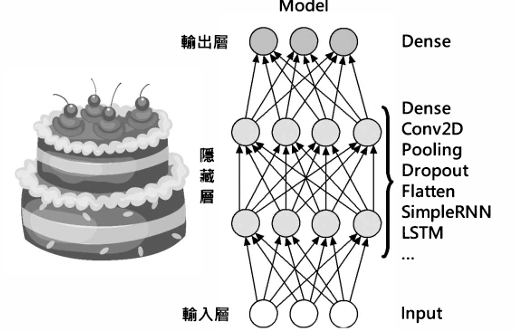 Model
輸出層 Dense
隱藏層
Dense
Conv2D
Pooling
Dropout
Flatten
SimpleRNN
LSTM
...
輸入層 Input